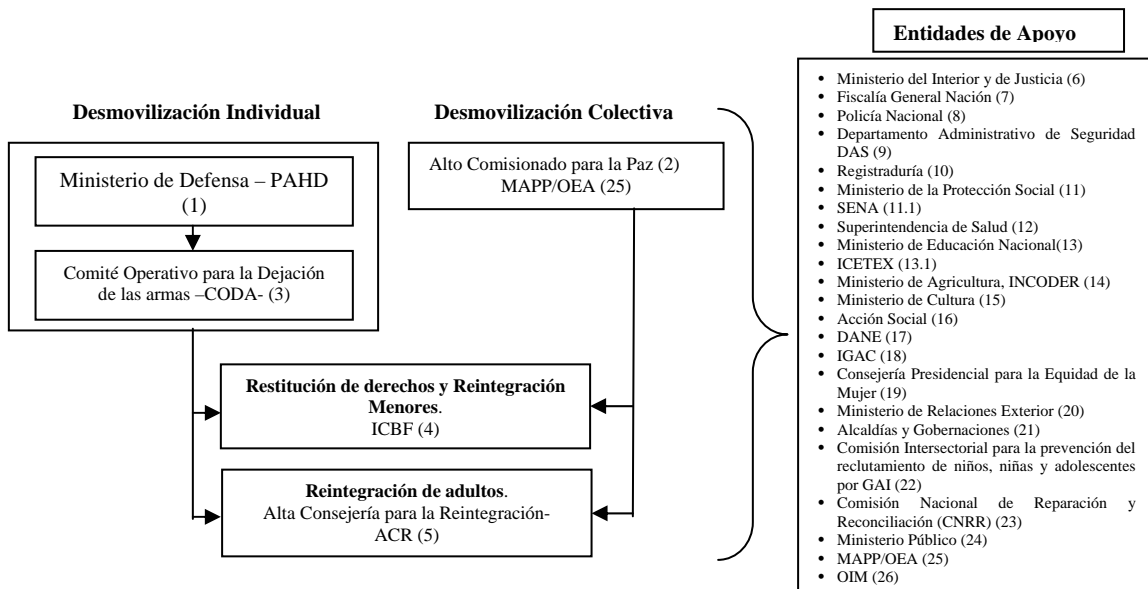 Entidades de Apoyo
Desmovilización Individual
Ministerio de Defensa – PAHD
(1)
Comité Operativo para la Dejación
de las armas –CODA- (3)
Desmovilización Colectiva
Alto Comisionado para la Paz (2)
MAPP/OEA (25)
Restitución de derechos y Reintegración
Menores.
ICBF (4)
Reintegración de adultos.
Alta Consejería para la Reintegración-
ACR (5)
• Ministerio del Interior y de Justicia (6)
• Fiscalía General Nación (7)
• Policía Nacional (8)
• Departamento Administrativo de Seguridad
DAS (9)
• Registraduría (10)
• Ministerio de la Protección Social (11)
• SENA (11.1)
• Superintendencia de Salud (12)
• Ministerio de Educación Nacional(13)
• ICETEX (13.1)
• Ministerio de Agricultura, INCODER (14)
• Ministerio de Cultura (15)
• Acción Social (16)
• DANE (17)
• IGAC (18)
• Consejería Presidencial para la Equidad de la
Mujer (19)
• Ministerio de Relaciones Exterior (20)
• Alcaldías y Gobernaciones (21)
• Comisión Intersectorial para la prevención del
reclutamiento de niños, niñas y adolescentes
por GAI (22)
• Comisión Nacional de Reparación y
Reconciliación (CNRR) (23)
• Ministerio Público (24)
• MAPP/OEA (25)
• OIM (26)